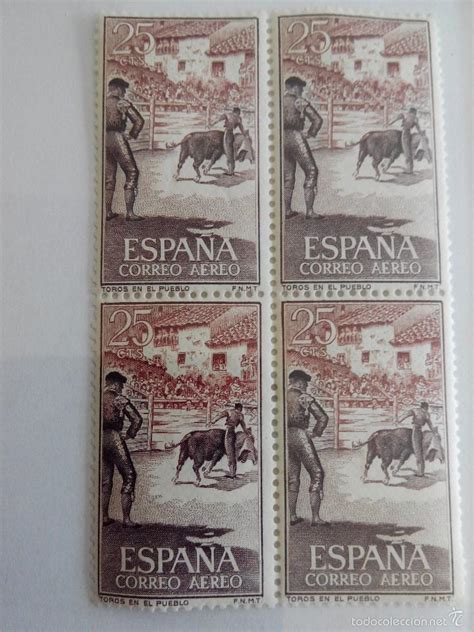 25 CTS
ESPAÑA
CORREO AEREO
TOROS EN EL PUEBLO F.N.M.T
25 CTS
ESPAÑA
CORREO AEREO
TOROS EN EL PUEBLO F.N.M.T
25 CTS
ESPAÑA
CORREO AEREO
TOROS EN EL PUEBLO F.N.M.T
25 CTS
ESPAÑA
CORREO AEREO
TOROS EN EL PUEBLO F.N.M.T
todocoleccion.net